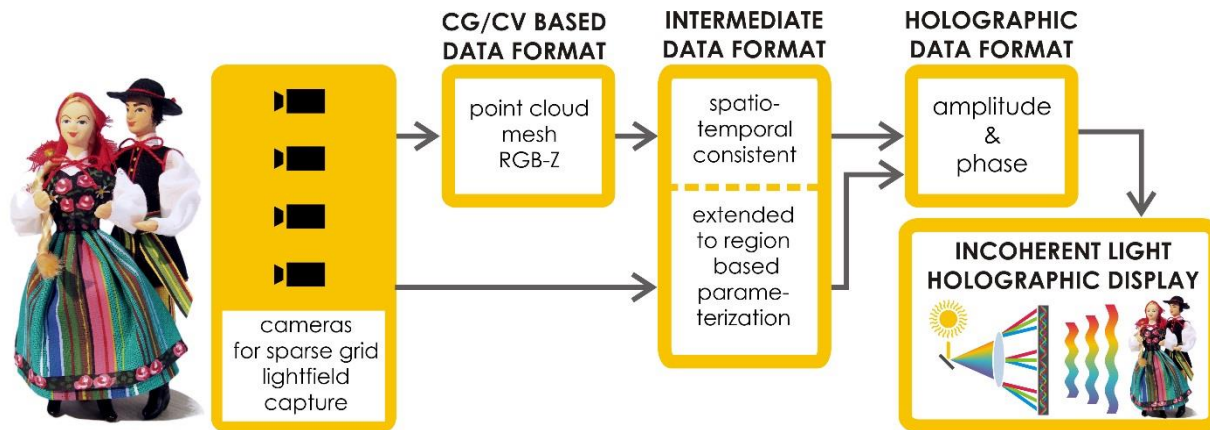 CG/CV BASED
DATA FORMAT
INTERMEDIATE
DATA FORMAT
HOLOGRAPHIC
DATA FORMAT
cameras
for sparse grid
lightfield
capture
point cloud
mesh
RGB-Z
spatio-
temporal
consistent
extended
to region
based
parame-
terization
amplitude
&
phase
INCOHERENT LIGHT
HOLOGRAPHIC DISPLAY